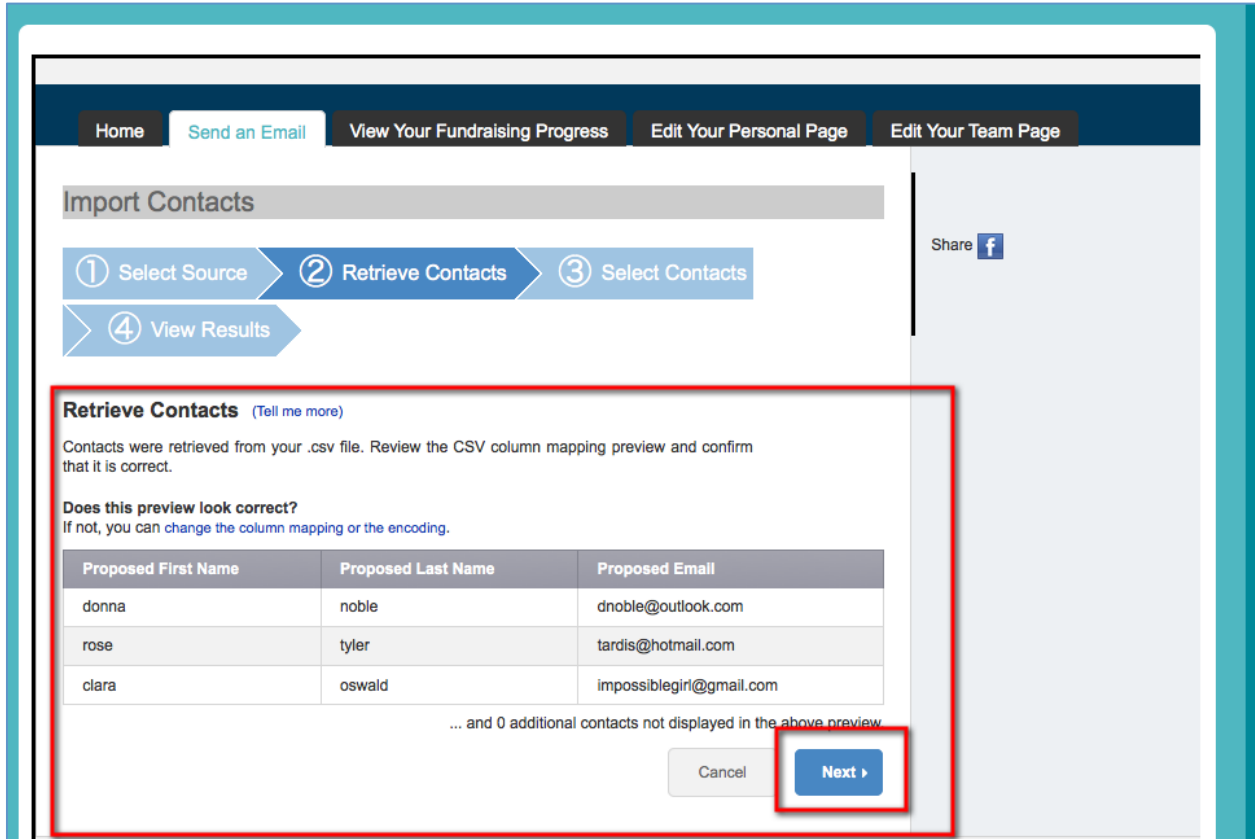 Home Send an Email View Your Fundraising Progress Edit Your Personal Page Edit Your Team Page
Import Contacts
Share f
① Select Source ② Retrieve Contacts ③ Select Contacts
④ View Results
Retrieve Contacts (Tell me more)
Contacts were retrieved from your .csv file. Review the CSV column mapping preview and confirm
that it is correct.
Does this preview look correct?
If not, you can change the column mapping or the encoding.
Proposed First Name Proposed Last Name Proposed Email
donna noble dnoble@outlook.com
rose tyler tardis@hotmail.com
clara oswald impossiblegirl@gmail.com
... and 0 additional contacts not displayed in the above preview.
Cancel Next